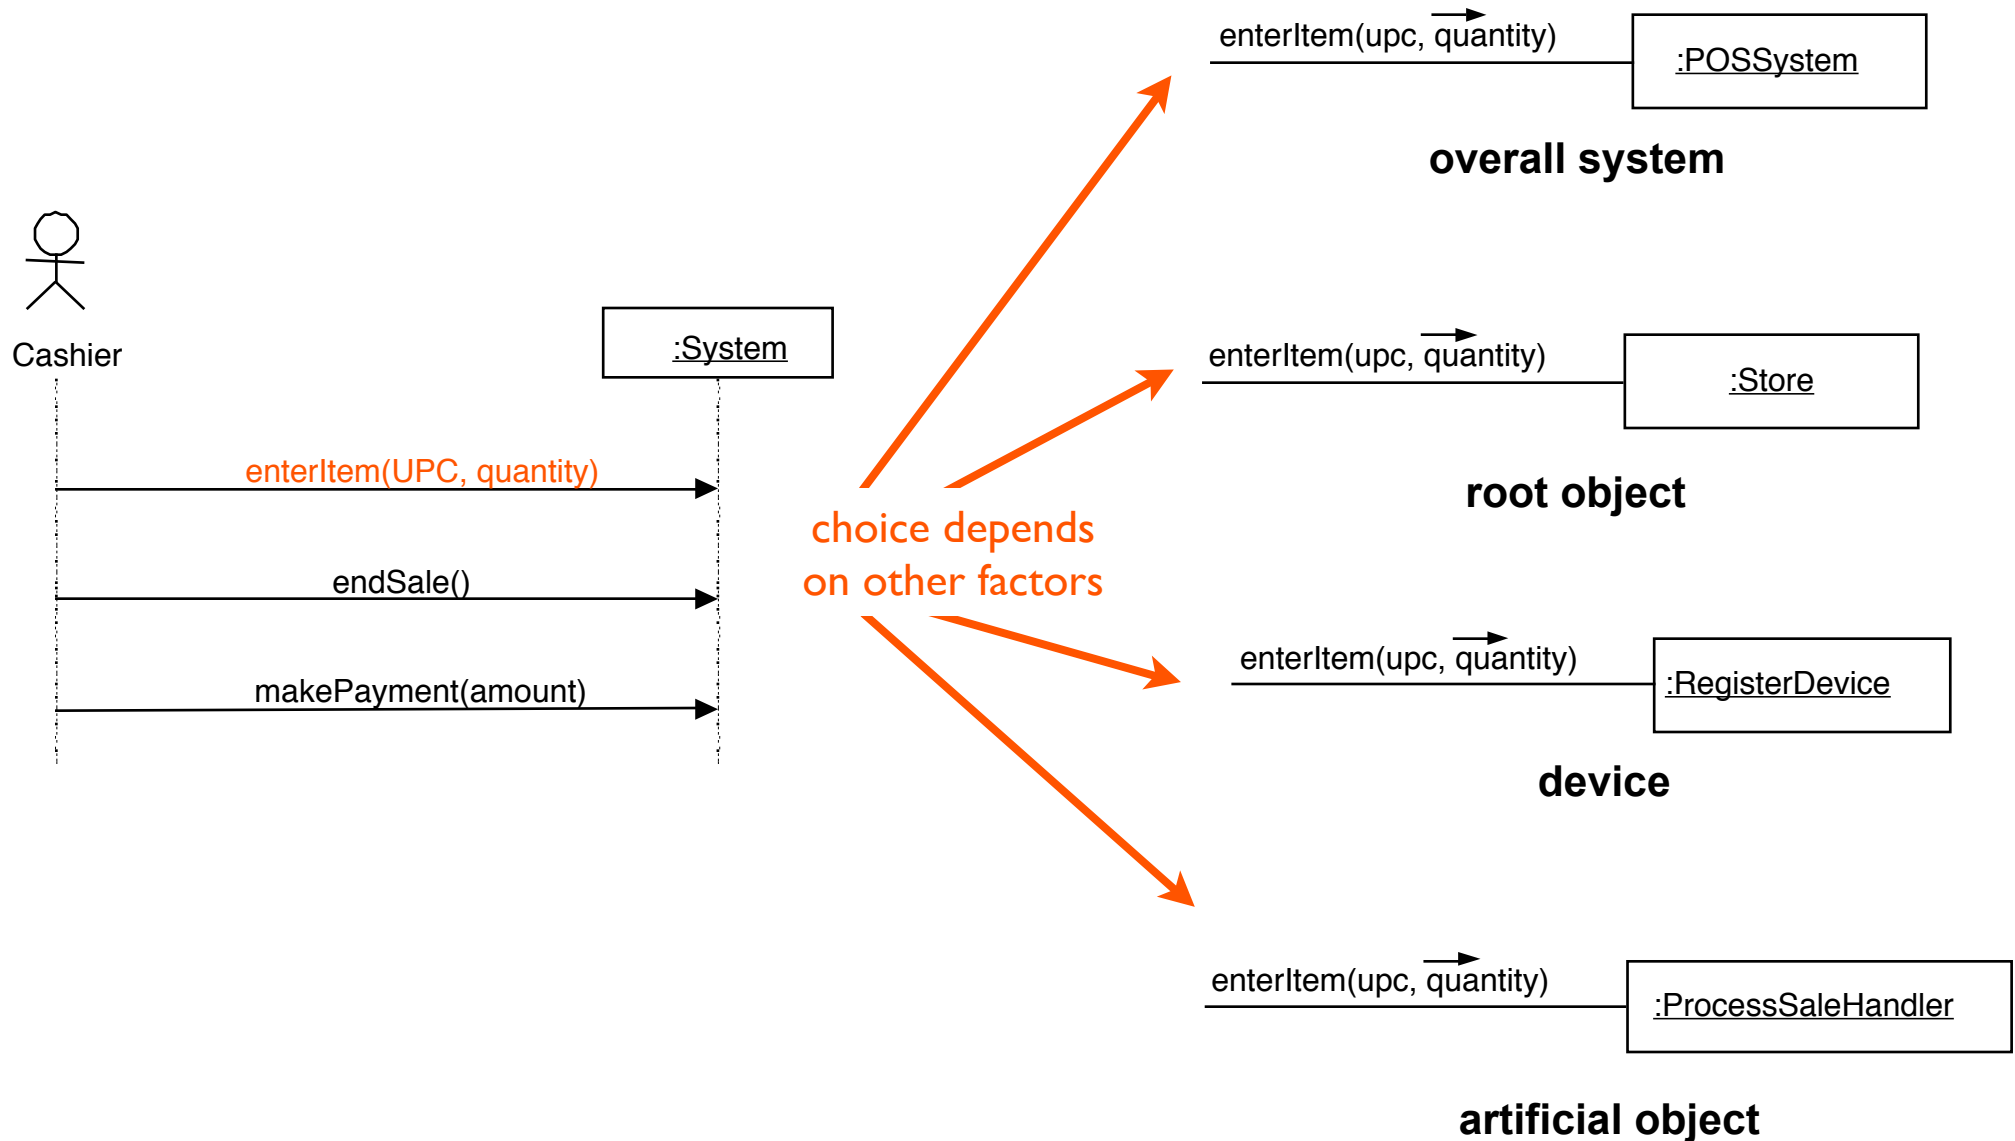 Cashier
:System
enterItem(UPC, quantity)
endSale()
makePayment(amount)
choice depends
on other factors
enterItem(upc, quantity)
:POSSystem
overall system
enterItem(upc, quantity)
:Store
root object
enterItem(upc, quantity)
:RegisterDevice
device
enterItem(upc, quantity)
:ProcessSaleHandler
artificial object